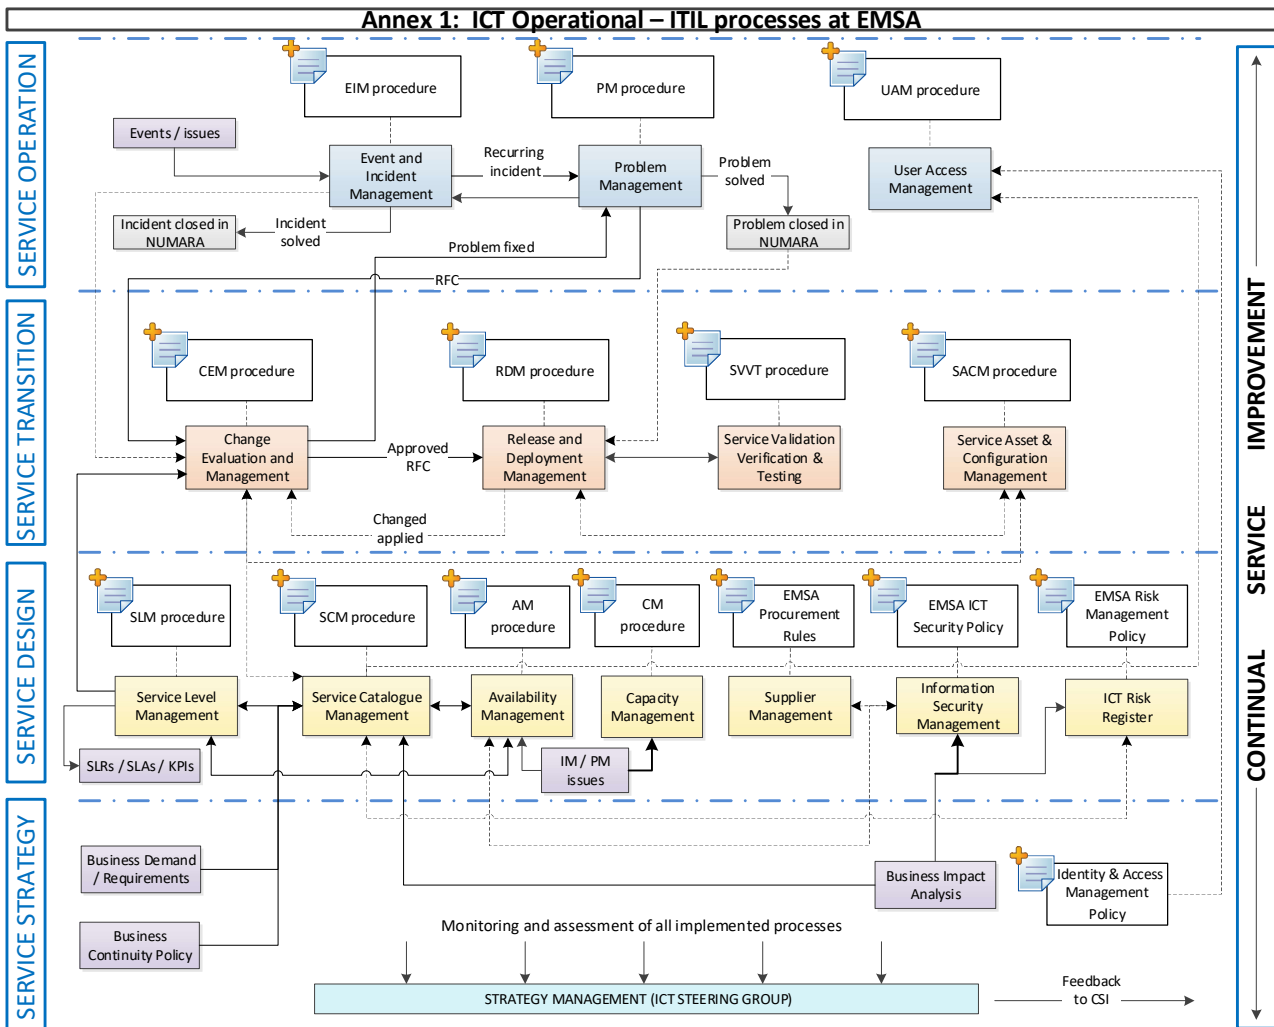 Annex 1: ICT Operational – ITIL processes at EMSA
SERVICE OPERATION
EIM procedure
PM procedure
UAM procedure
Events / issues
Event and
Incident
Management
Recurring
incident
Problem
Management
Problem
solved
User Access
Management
Incident closed in
NUMARA
Incident
solved
Problem closed in
NUMARA
Problem fixed
RFC
SERVICE TRANSITION
CEM procedure
RDM procedure
SVVT procedure
SACM procedure
Change
Evaluation and
Management
Approved
RFC
Release and
Deployment
Management
Service Validation
Verification &
Testing
Service Asset &
Configuration
Management
Changed
applied
SERVICE DESIGN
SLM procedure
SCM procedure
AM
procedure
CM
procedure
EMSA
Procurement
Rules
EMSA ICT
Security Policy
EMSA Risk
Management
Policy
Service Level
Management
Service Catalogue
Management
Availability
Management
Capacity
Management
Supplier
Management
Information
Security
Management
ICT Risk
Register
SLRs / SLAs / KPIs
IM / PM
issues
SERVICE STRATEGY
Business Demand
/ Requirements
Business Impact
Analysis
Identity & Access
Management
Policy
Business
Continuity Policy
Monitoring and assessment of all implemented processes
STRATEGY MANAGEMENT (ICT STEERING GROUP)
Feedback
to CSI
CONTINUAL SERVICE IMPROVEMENT